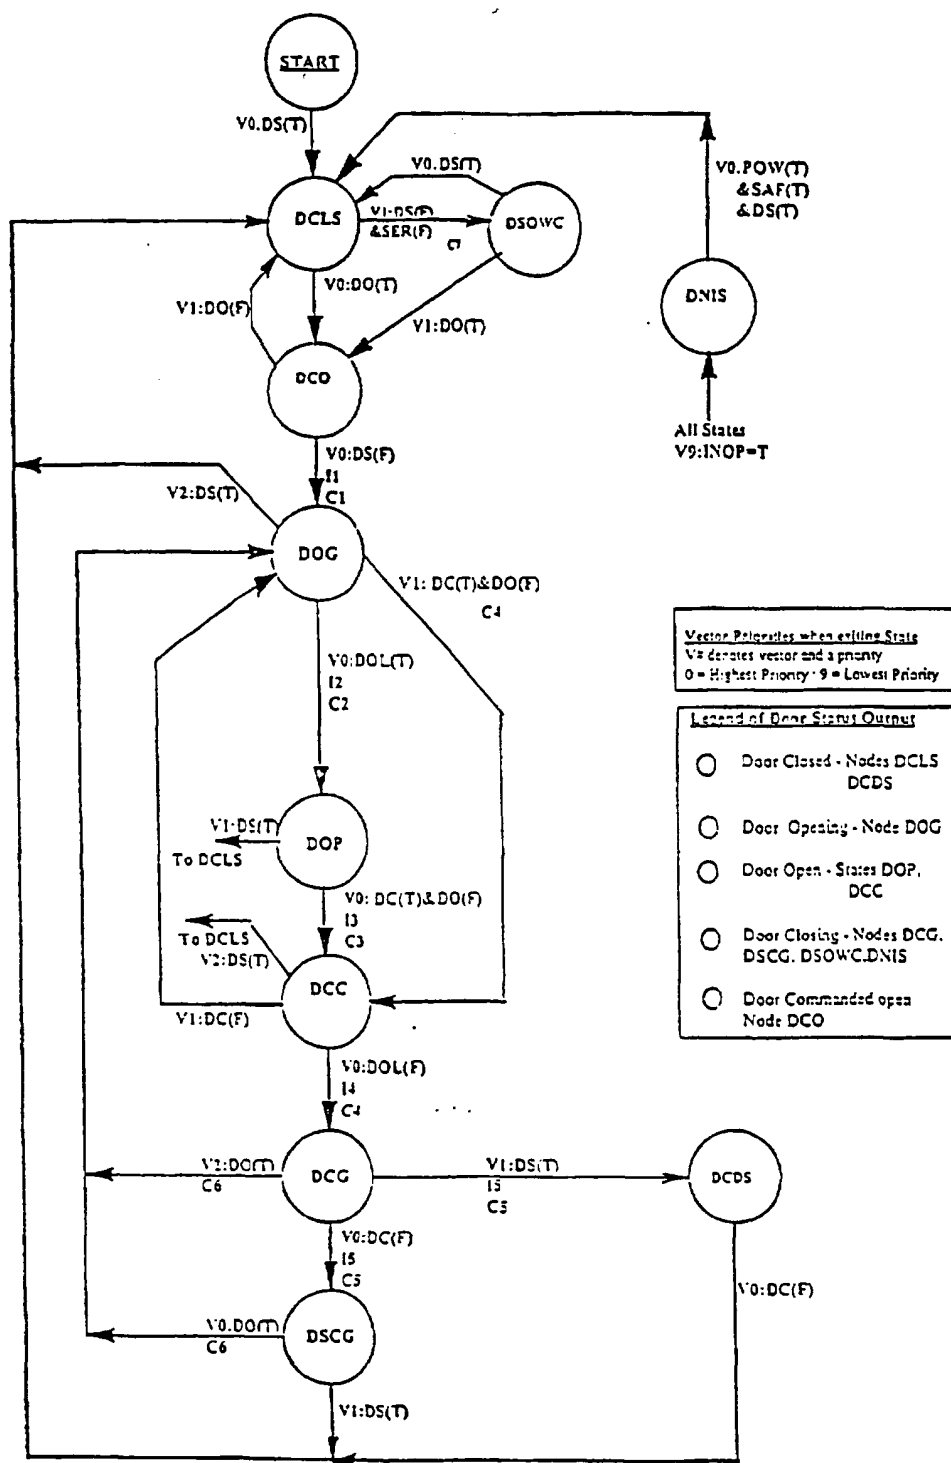 START
V0.DS(T)
V0.DS(T)
V0.POW(T)
&SAF(T)
&DS(T)
DCLS
V1:DS(F)
&SER(F)
C7
DSOWC
V0:DO(T)
V1:DO(F)
V1:DO(T)
DNIS
DCO
All States
V9:INOP=T
V0:DS(F)
I1
C1
V2:DS(T)
DOG
V1: DC(T)&DO(F)
C4
V0:DOL(T)
I2
C2
Vector Priorities when exiting State
V# denotes vector and a priority
0 = Highest Priority : 9 = Lowest Priority
Legend of Door Status Output
Door Closed - Nodes DCLS
DCDS
Door Opening - Node DOG
Door Open - States DOP,
DCC
Door Closing - Nodes DCG,
DSCG, DSOWC.DNIS
Door Commanded open
Node DCO
V1:DS(T)
To DCLS
DOP
V0: DC(T)&DO(F)
I3
C3
To DCLS
V2:DS(T)
DCC
V1:DC(F)
V0:DOL(F)
I4
C4
V2:DO(T)
C6
DCG
V1:DS(T)
I5
C5
DCDS
V0:DC(F)
I5
C5
V0:DC(F)
V0.DO(T)
C6
DSCG
V1:DS(T)